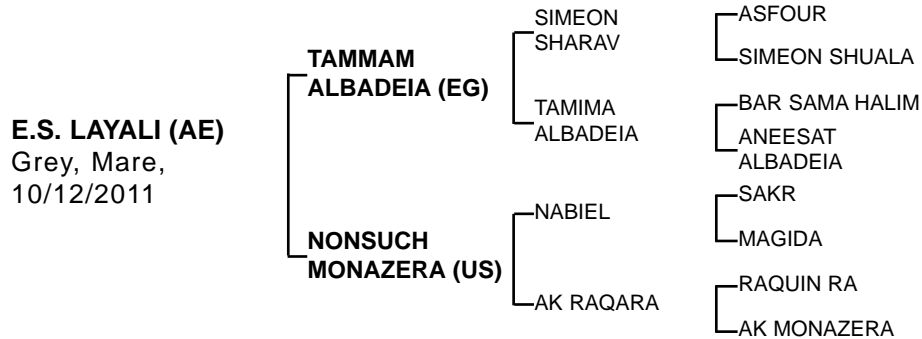 E.S. LAYALI (AE)
Grey, Mare,
10/12/2011
TAMMAM
ALBADEIA (EG)
NONSUCH
MONAZERA (US)
SIMEON
SHARAV
TAMIMA
ALBADEIA
NABIEL
AK RAQARA
ASFOUR
SIMEON SHUALA
BAR SAMA HALIM
ANEESAT
ALBADEIA
SAKR
MAGIDA
RAQUIN RA
AK MONAZERA